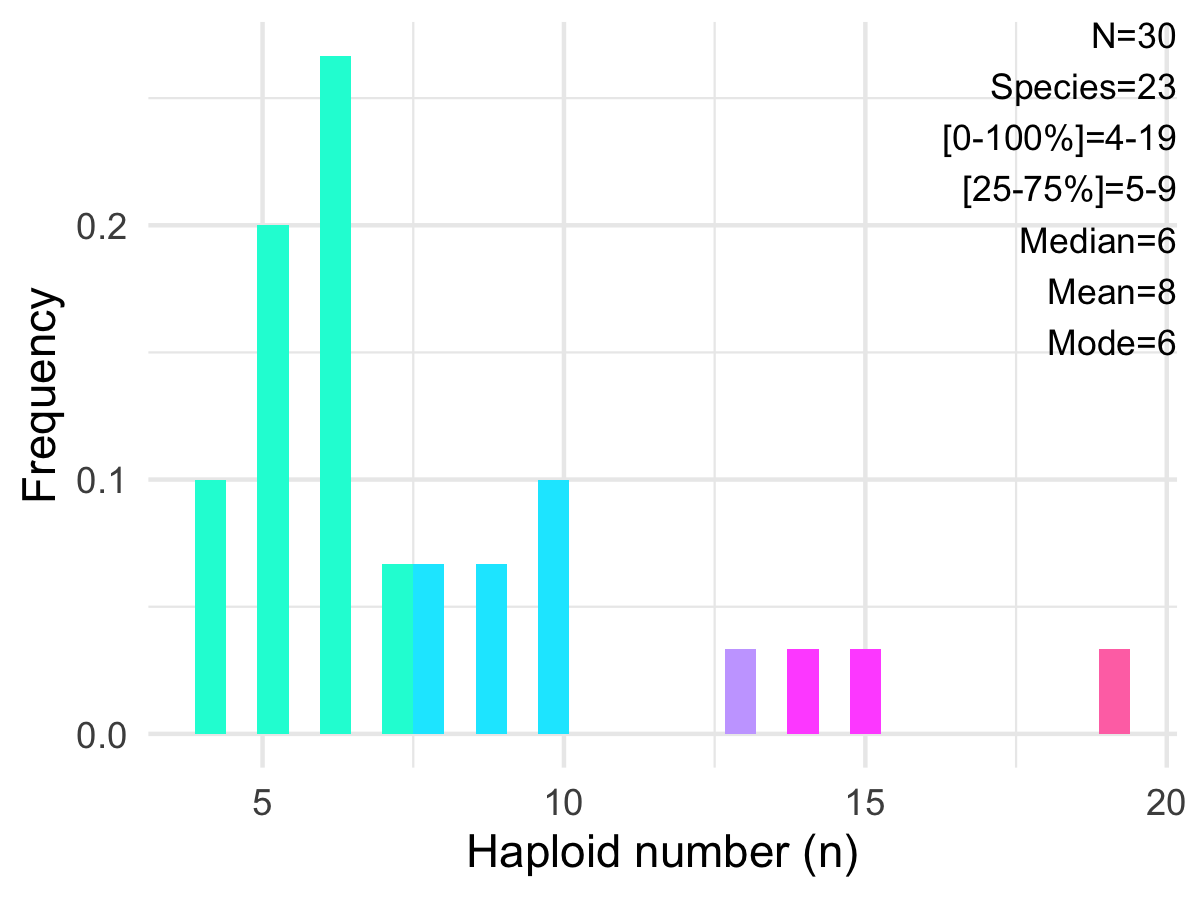 N=30
Species=23
[0-100%]=4-19
[25-75%]=5-9
Median=6
Mean=8
Mode=6
Frequency
0.2
0.1
0.0
5 10 15 20
Haploid number (n)